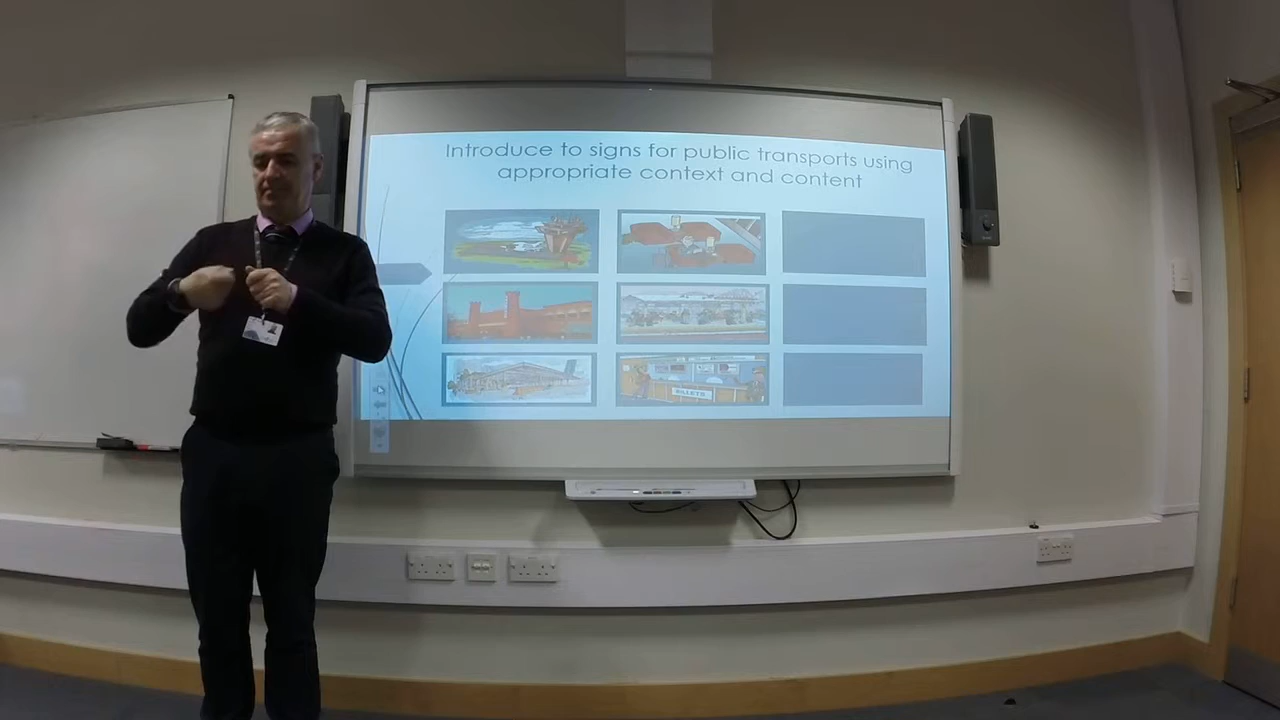 Introduce to signs for public transports using
appropriate context and content